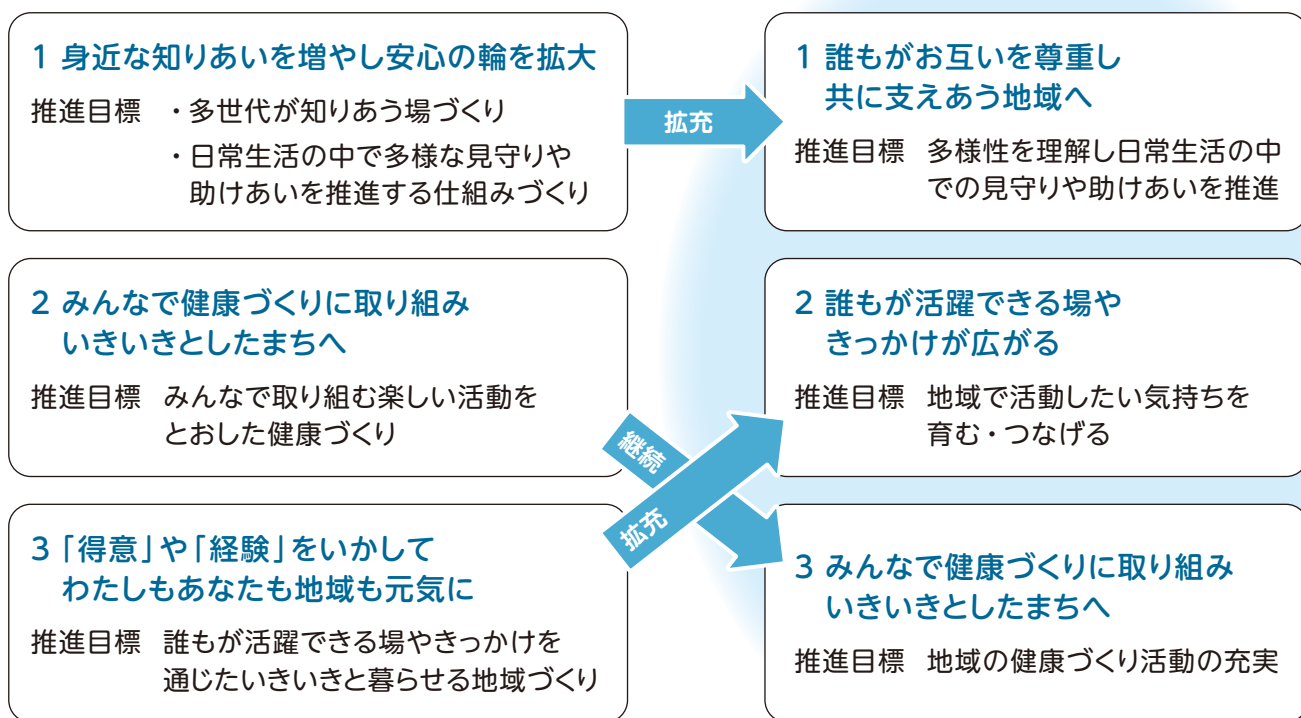 1 身近な知りあいを増やし安心の輪を拡大
推進目標 ・多世代が知りあう場づくり
・日常生活の中で多様な見守りや
助けあいを推進する仕組みづくり
拡充
1 誰もがお互いを尊重し
共に支えあう地域へ
推進目標 多様性を理解し日常生活の中
での見守りや助けあいを推進
2 みんなで健康づくりに取り組み
いきいきとしたまちへ
推進目標 みんなで取り組む楽しい活動を
とおした健康づくり
継続
2 誰もが活躍できる場や
きっかけが広がる
推進目標 地域で活動したい気持ちを
育む・つなげる
3「得意」や「経験」をいかして
わたしもあなたも地域も元気に
推進目標 誰もが活躍できる場やきっかけを
通じたいきいきと暮らせる地域づくり
拡充
3 みんなで健康づくりに取り組み
いきいきとしたまちへ
推進目標 地域の健康づくり活動の充実